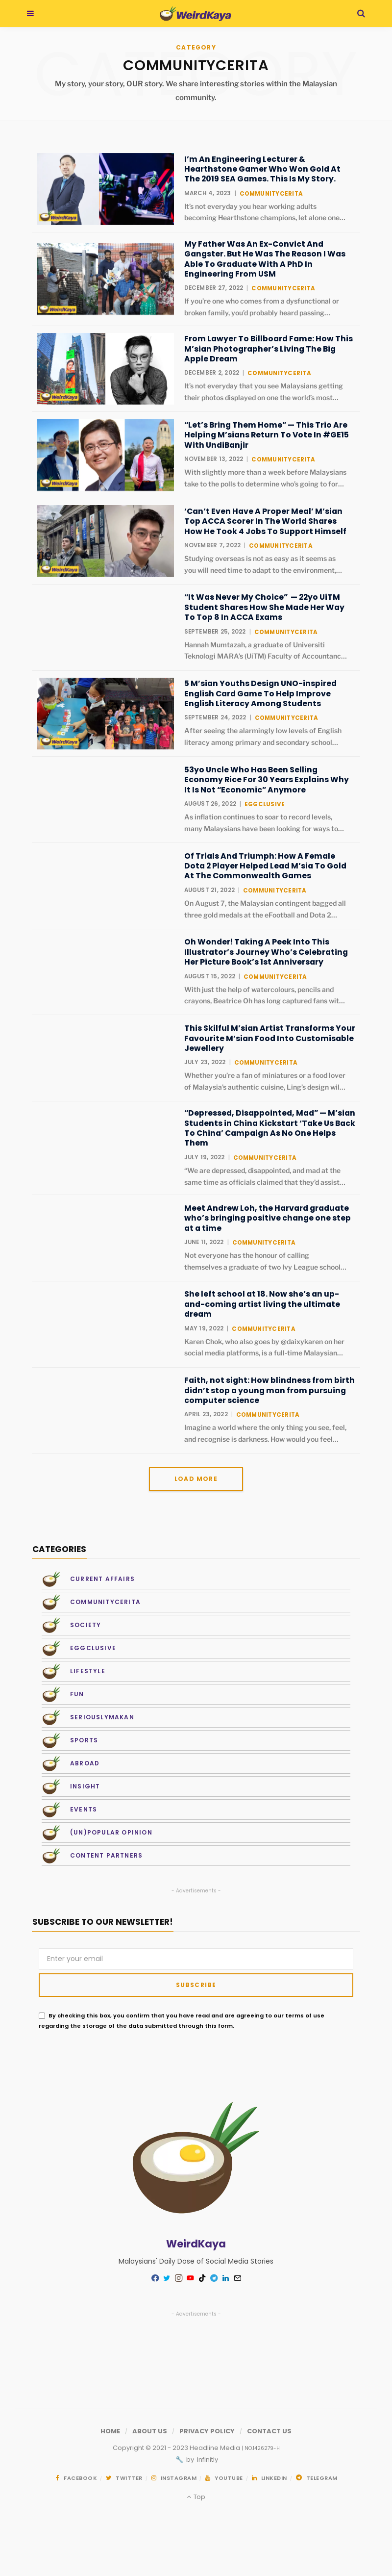 WeirdKaya
CATEGORY
COMMUNITYCERITA
My story, your story, OUR story. We share interesting stories within the Malaysian
community.
I'm An Engineering Lecturer &
Hearthstone Gamer Who Won Gold At
The 2019 SEA Games. This Is My Story.
MARCH 4, 2023 | COMMUNITYCERITA
It's not everyday you hear working adults
becoming Hearthstone champions, let alone one…
WeirdKaya
My Father Was An Ex-Convict And
Gangster. But He Was The Reason I Was
Able To Graduate With A PhD In
Engineering From USM
DECEMBER 27, 2022 | COMMUNITYCERITA
If you're one who comes from a dysfunctional or
broken family, you'd probably heard passing…
WeirdKaya
From Lawyer To Billboard Fame: How This
M'sian Photographer's Living The Big
Apple Dream
DECEMBER 2, 2022 | COMMUNITYCERITA
It's not everyday that you see Malaysians getting
their photos displayed on one the world's most…
WeirdKaya
"Let's Bring Them Home" — This Trio Are
Helping M'sians Return To Vote In #GE15
With UndiBanjir
NOVEMBER 13, 2022 | COMMUNITYCERITA
With slightly more than a week before Malaysians
take to the polls to determine who's going to for…
WeirdKaya
'Can't Even Have A Proper Meal' M'sian
Top ACCA Scorer In The World Shares
How He Took 4 Jobs To Support Himself
NOVEMBER 7, 2022 | COMMUNITYCERITA
Studying overseas is not as easy as it seems as
you will need time to adapt to the environment,…
WeirdKaya
"It Was Never My Choice" — 22yo UiTM
Student Shares How She Made Her Way
To Top 8 In ACCA Exams
SEPTEMBER 25, 2022 | COMMUNITYCERITA
Hannah Mumtazah, a graduate of Universiti
Teknologi MARA's (UiTM) Faculty of Accountanc…
5 M'sian Youths Design UNO-inspired
English Card Game To Help Improve
English Literacy Among Students
SEPTEMBER 24, 2022 | COMMUNITYCERITA
After seeing the alarmingly low levels of English
literacy among primary and secondary school…
WeirdKaya
53yo Uncle Who Has Been Selling
Economy Rice For 30 Years Explains Why
It Is Not "Economic" Anymore
AUGUST 26, 2022 | EGGCLUSIVE
As inflation continues to soar to record levels,
many Malaysians have been looking for ways to…
Of Trials And Triumph: How A Female
Dota 2 Player Helped Lead M'sia To Gold
At The Commonwealth Games
AUGUST 21, 2022 | COMMUNITYCERITA
On August 7, the Malaysian contingent bagged all
three gold medals at the eFootball and Dota 2…
Oh Wonder! Taking A Peek Into This
Illustrator's Journey Who's Celebrating
Her Picture Book's 1st Anniversary
AUGUST 15, 2022 | COMMUNITYCERITA
With just the help of watercolours, pencils and
crayons, Beatrice Oh has long captured fans wit…
This Skilful M'sian Artist Transforms Your
Favourite M'sian Food Into Customisable
Jewellery
JULY 23, 2022 | COMMUNITYCERITA
Whether you're a fan of miniatures or a food lover
of Malaysia's authentic cuisine, Ling's design wil…
"Depressed, Disappointed, Mad" — M'sian
Students in China Kickstart 'Take Us Back
To China' Campaign As No One Helps
Them
JULY 19, 2022 | COMMUNITYCERITA
"We are depressed, disappointed, and mad at the
same time as officials claimed that they'd assist…
Meet Andrew Loh, the Harvard graduate
who's bringing positive change one step
at a time
JUNE 11, 2022 | COMMUNITYCERITA
Not everyone has the honour of calling
themselves a graduate of two Ivy League school…
She left school at 18. Now she's an up-
and-coming artist living the ultimate
dream
MAY 19, 2022 | COMMUNITYCERITA
Karen Chok, who also goes by @daixykaren on her
social media platforms, is a full-time Malaysian…
Faith, not sight: How blindness from birth
didn't stop a young man from pursuing
computer science
APRIL 23, 2022 | COMMUNITYCERITA
Imagine a world where the only thing you see, feel,
and recognise is darkness. How would you feel…
LOAD MORE
CATEGORIES
CURRENT AFFAIRS
COMMUNITYCERITA
SOCIETY
EGGCLUSIVE
LIFESTYLE
FUN
SERIOUSLYMAKAN
SPORTS
ABROAD
INSIGHT
EVENTS
(UN)POPULAR OPINION
CONTENT PARTNERS
- Advertisements -
SUBSCRIBE TO OUR NEWSLETTER!
Enter your email
SUBSCRIBE
By checking this box, you confirm that you have read and are agreeing to our terms of use
regarding the storage of the data submitted through this form.
WeirdKaya
Malaysians' Daily Dose of Social Media Stories
- Advertisements -
HOME / ABOUT US / PRIVACY POLICY / CONTACT US
Copyright © 2021 - 2023 Headline Media | NO1426279-H
by Infinitly
FACEBOOK TWITTER INSTAGRAM YOUTUBE LINKEDIN TELEGRAM
Top